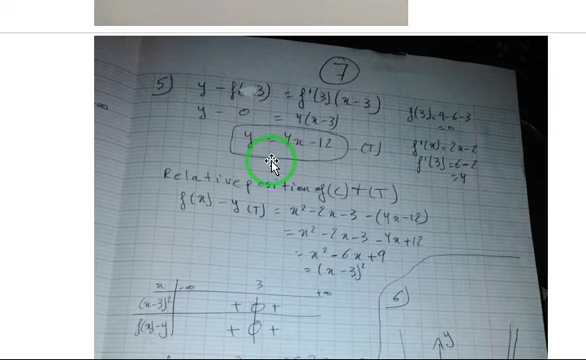 7
5) y - f(3) = f'(3)(x-3)
y - 0 = 4(x-3)
y = 4x-12 (T)
f(3)=9-6-3
=0
f'(x)=2x-2
f'(3)=6-2
=4
Relative position of (C) + (T)
f(x) - y(T) = x² - 2x - 3 - (4x-12)
= x² - 2x - 3 - 4x + 12
= x² - 6x + 9
= (x-3)²
x -∞ 3 +∞
(x-3)² + 0 +
f(x)-y + 0 +
6)
y